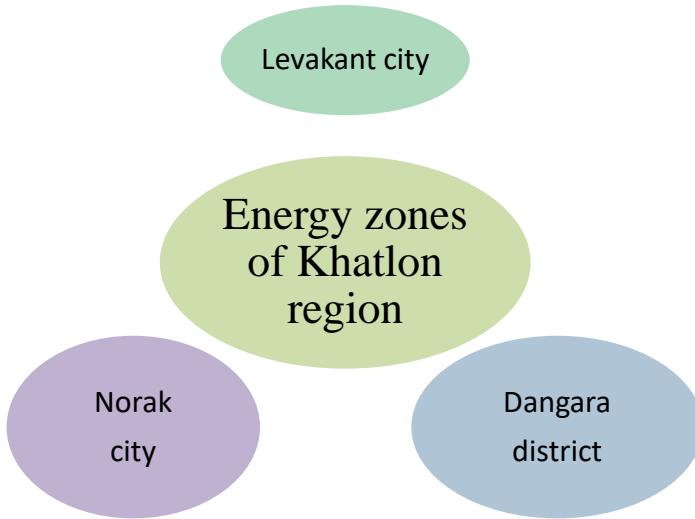 Levakant city
Energy zones
of Khatlon
region
Norak
city
Dangara
district